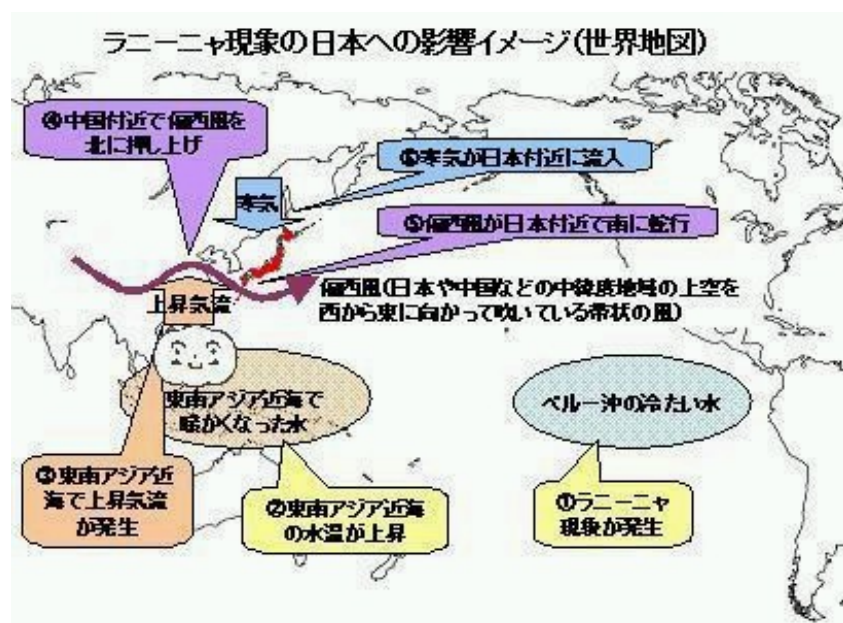 ラニーニャ現象の日本への影響イメージ(世界地図)
④中国付近で偏西風を
北に押し上げ
⑥寒気が日本付近に流入
寒気
⑤偏西風が日本付近で南に蛇行
偏西風(日本や中国などの中緯度地域の上空を
西から東に向かって吹いている帯状の風)
上昇気流
東南アジア近海で
暖かくなった水
ペルー沖の冷たい水
③東南アジア近
海で上昇気流
が発生
②東南アジア近海
の水温が上昇
①ラニーニャ
現後が発生